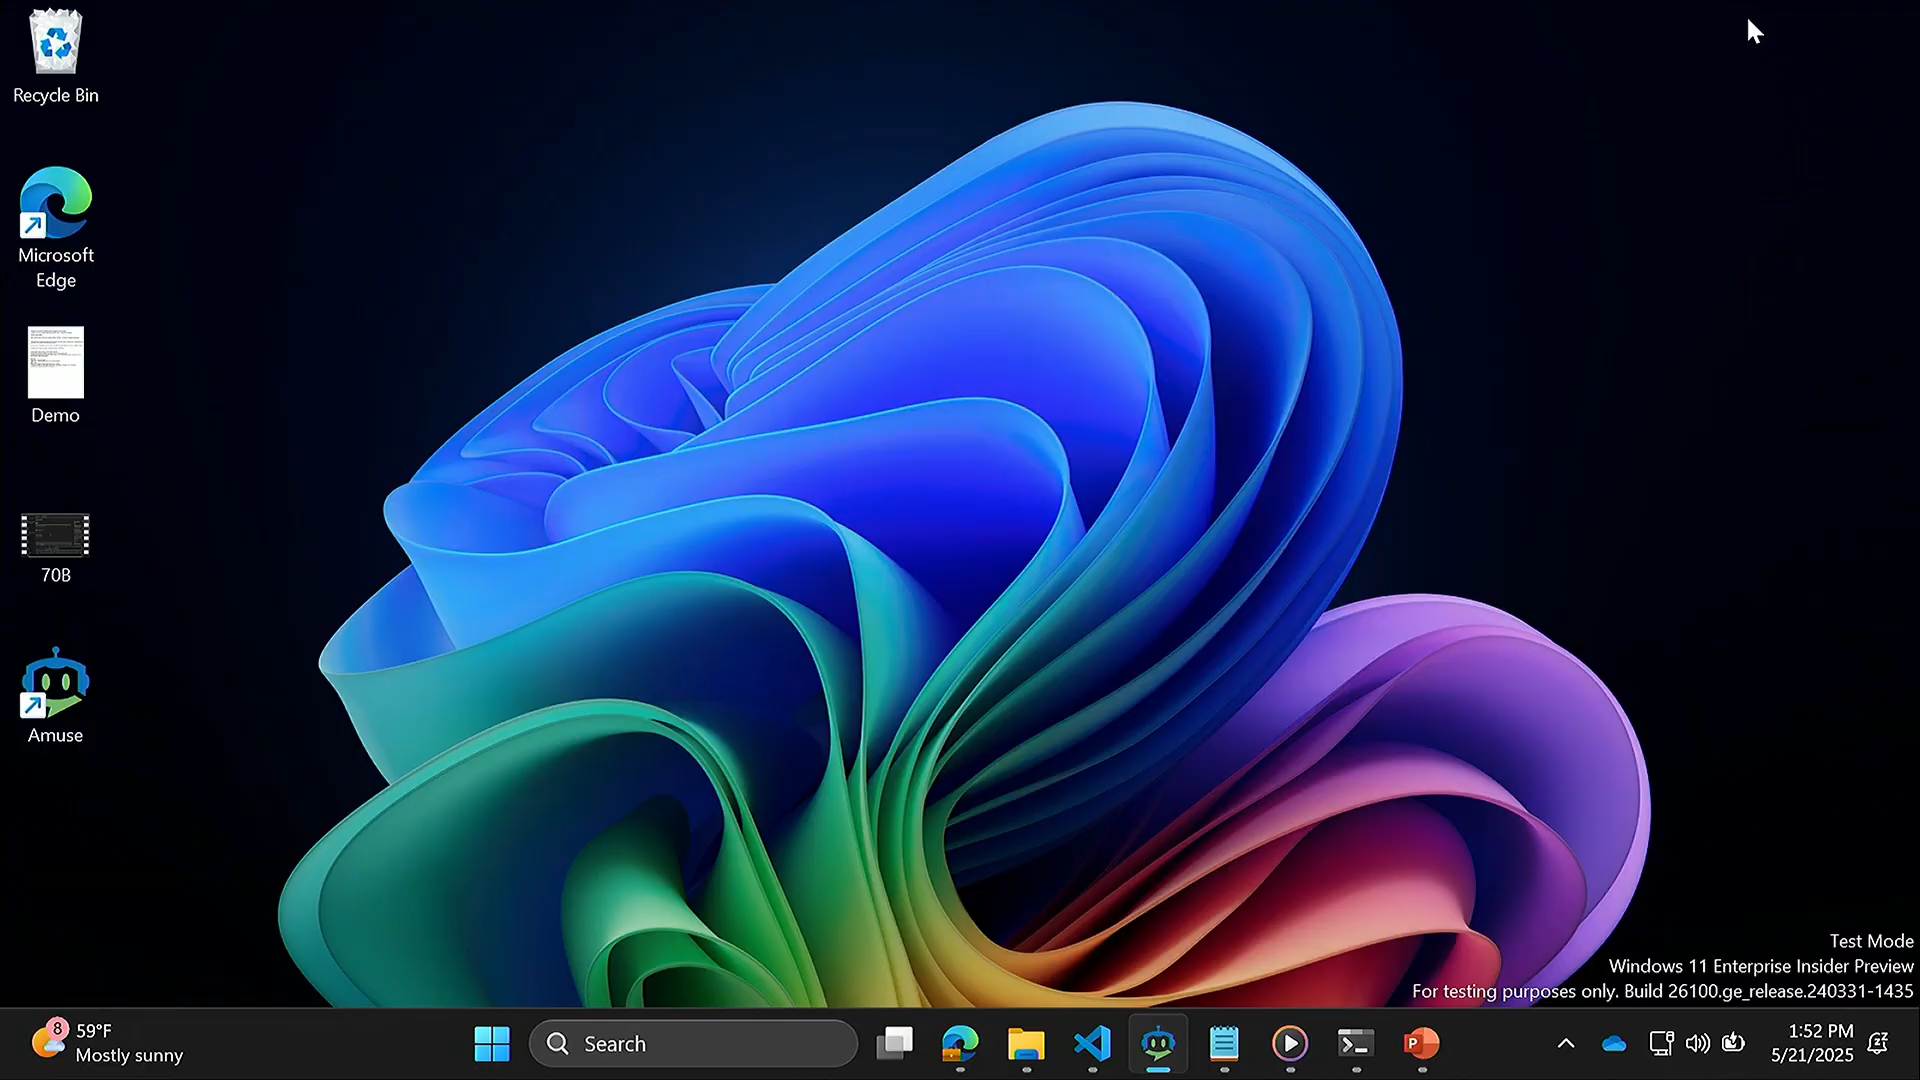 Recycle Bin
Microsoft
Edge
Demo
70B
Amuse
Test Mode
Windows 11 Enterprise Insider Preview
For testing purposes only. Build 26100.ge_release.240331-1435
8
59°F
Mostly sunny
Search
P
1:52 PM
5/21/2025